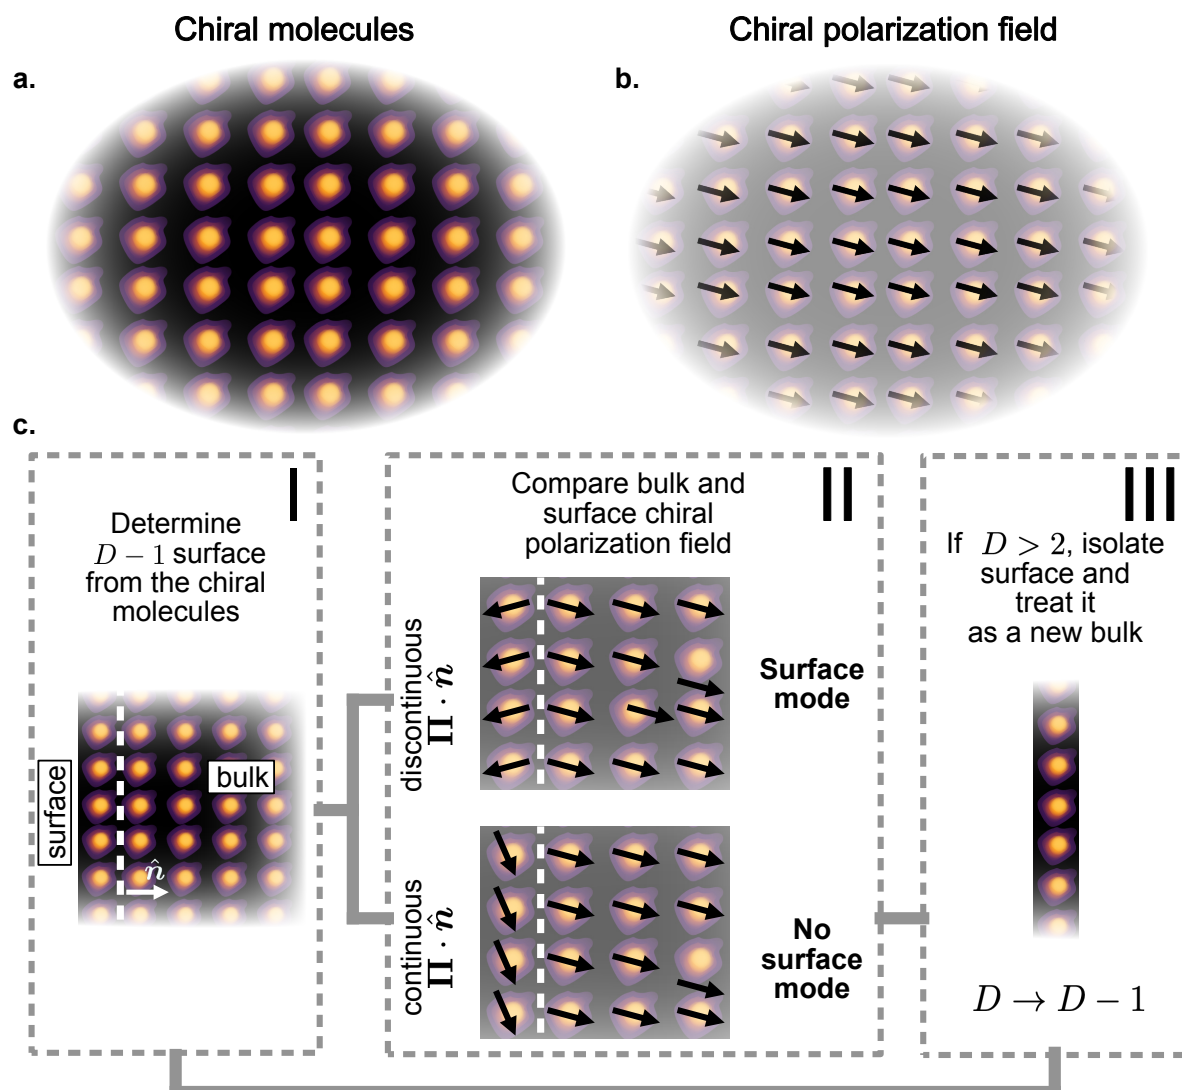 Chiral molecules
Chiral polarization field
a.
b.
c.
I
Determine
D − 1 surface
from the chiral
molecules
surface
bulk
n̂
II
Compare bulk and
surface chiral
polarization field
discontinuous
Π · n̂
Surface
mode
continuous
Π · n̂
No
surface
mode
III
If D > 2, isolate
surface and
treat it
as a new bulk
D → D − 1